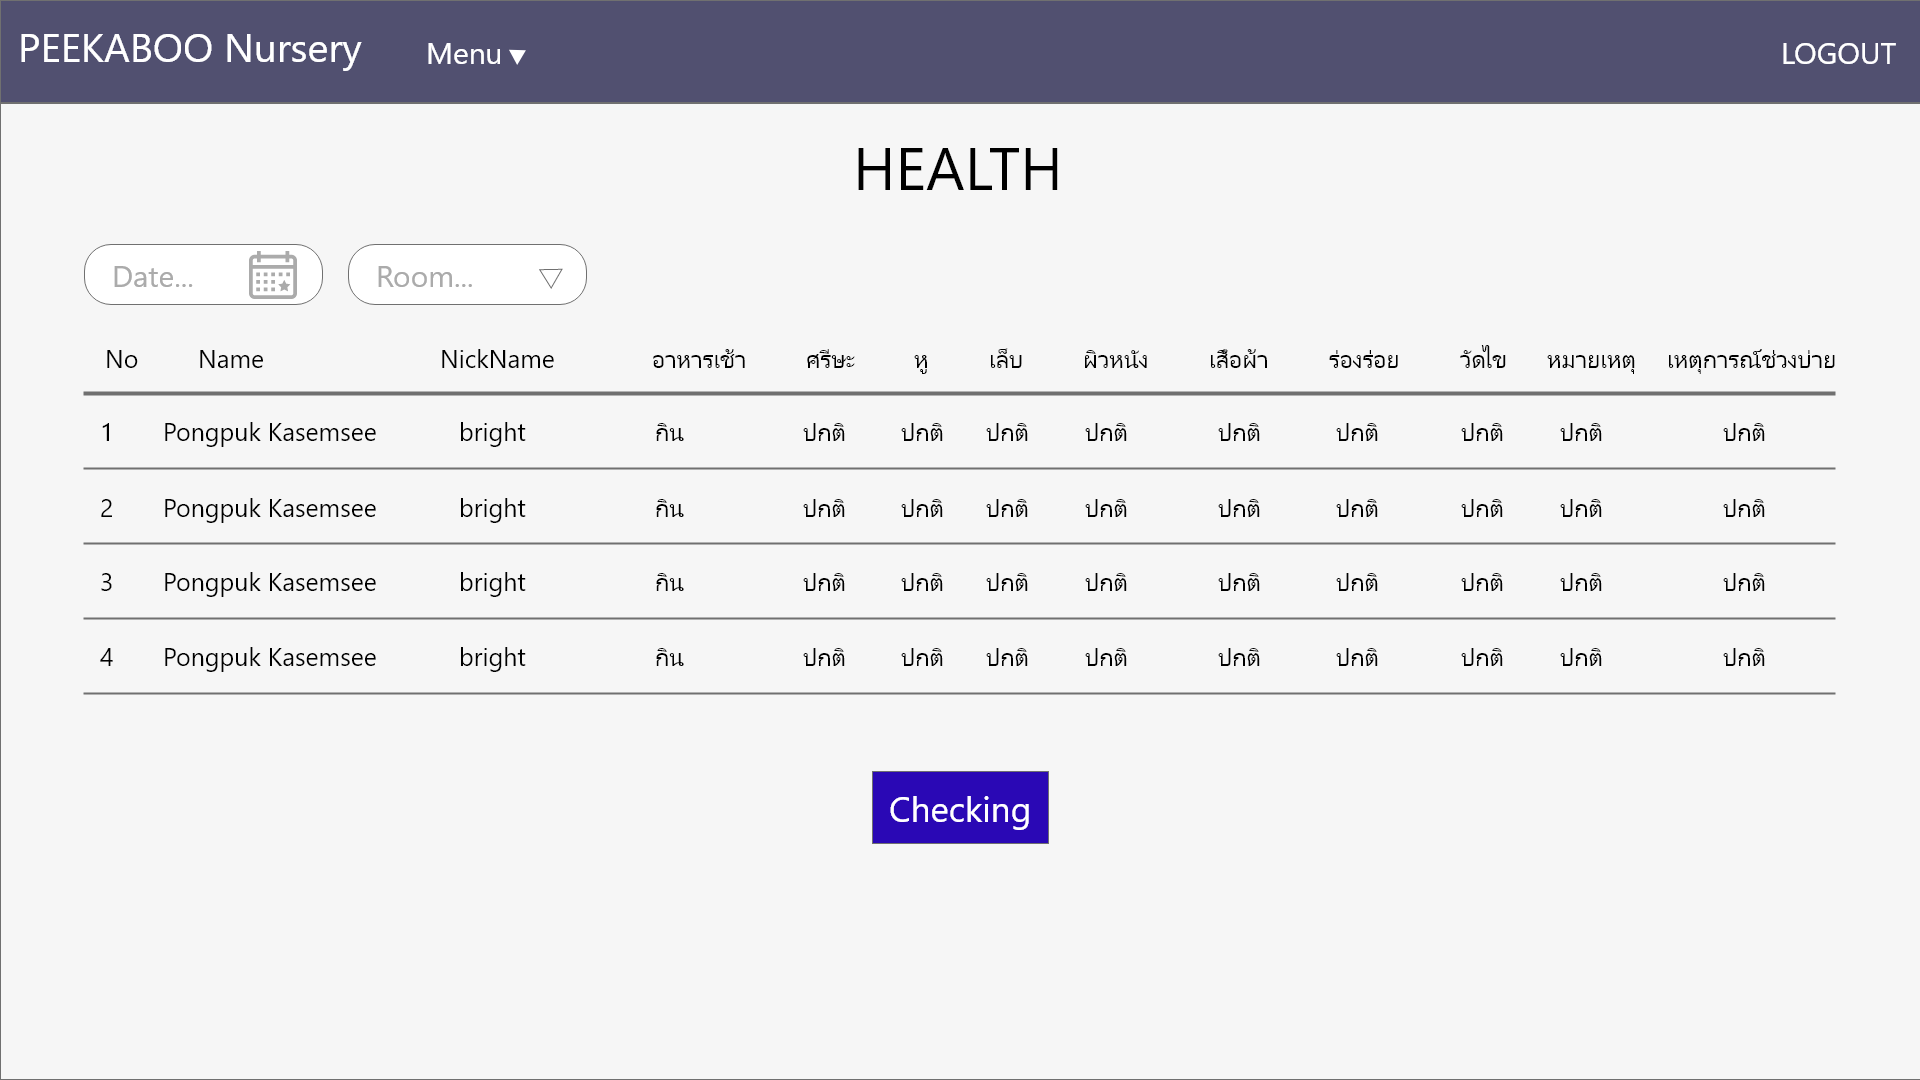 PEEKABOO Nursery Menu ▼ LOGOUT
HEALTH
Date... Room...
No Name NickName อาหารเช้า ศรีษะ หู เล็บ ผิวหนัง เสื้อผ้า ร่องร่อย วัดไข หมายเหตุ เหตุการณ์ช่วงบ่าย
1 Pongpuk Kasemsee bright กิน ปกติ ปกติ ปกติ ปกติ ปกติ ปกติ ปกติ ปกติ ปกติ
2 Pongpuk Kasemsee bright กิน ปกติ ปกติ ปกติ ปกติ ปกติ ปกติ ปกติ ปกติ ปกติ
3 Pongpuk Kasemsee bright กิน ปกติ ปกติ ปกติ ปกติ ปกติ ปกติ ปกติ ปกติ ปกติ
4 Pongpuk Kasemsee bright กิน ปกติ ปกติ ปกติ ปกติ ปกติ ปกติ ปกติ ปกติ ปกติ
Checking